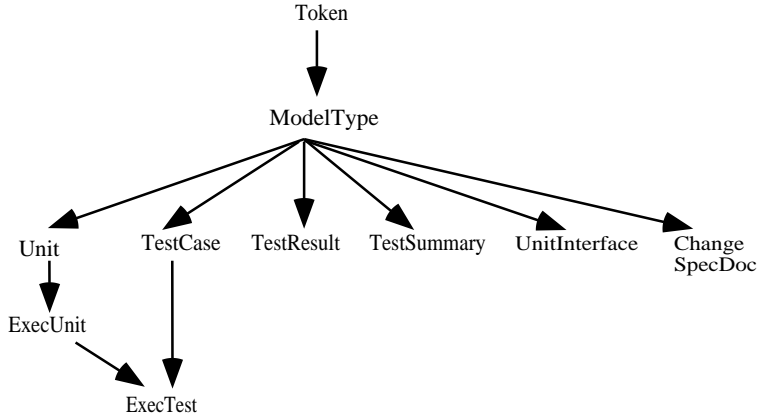 Token
ModelType
Unit
TestCase
TestResult
TestSummary
UnitInterface
Change
SpecDoc
ExecUnit
ExecTest